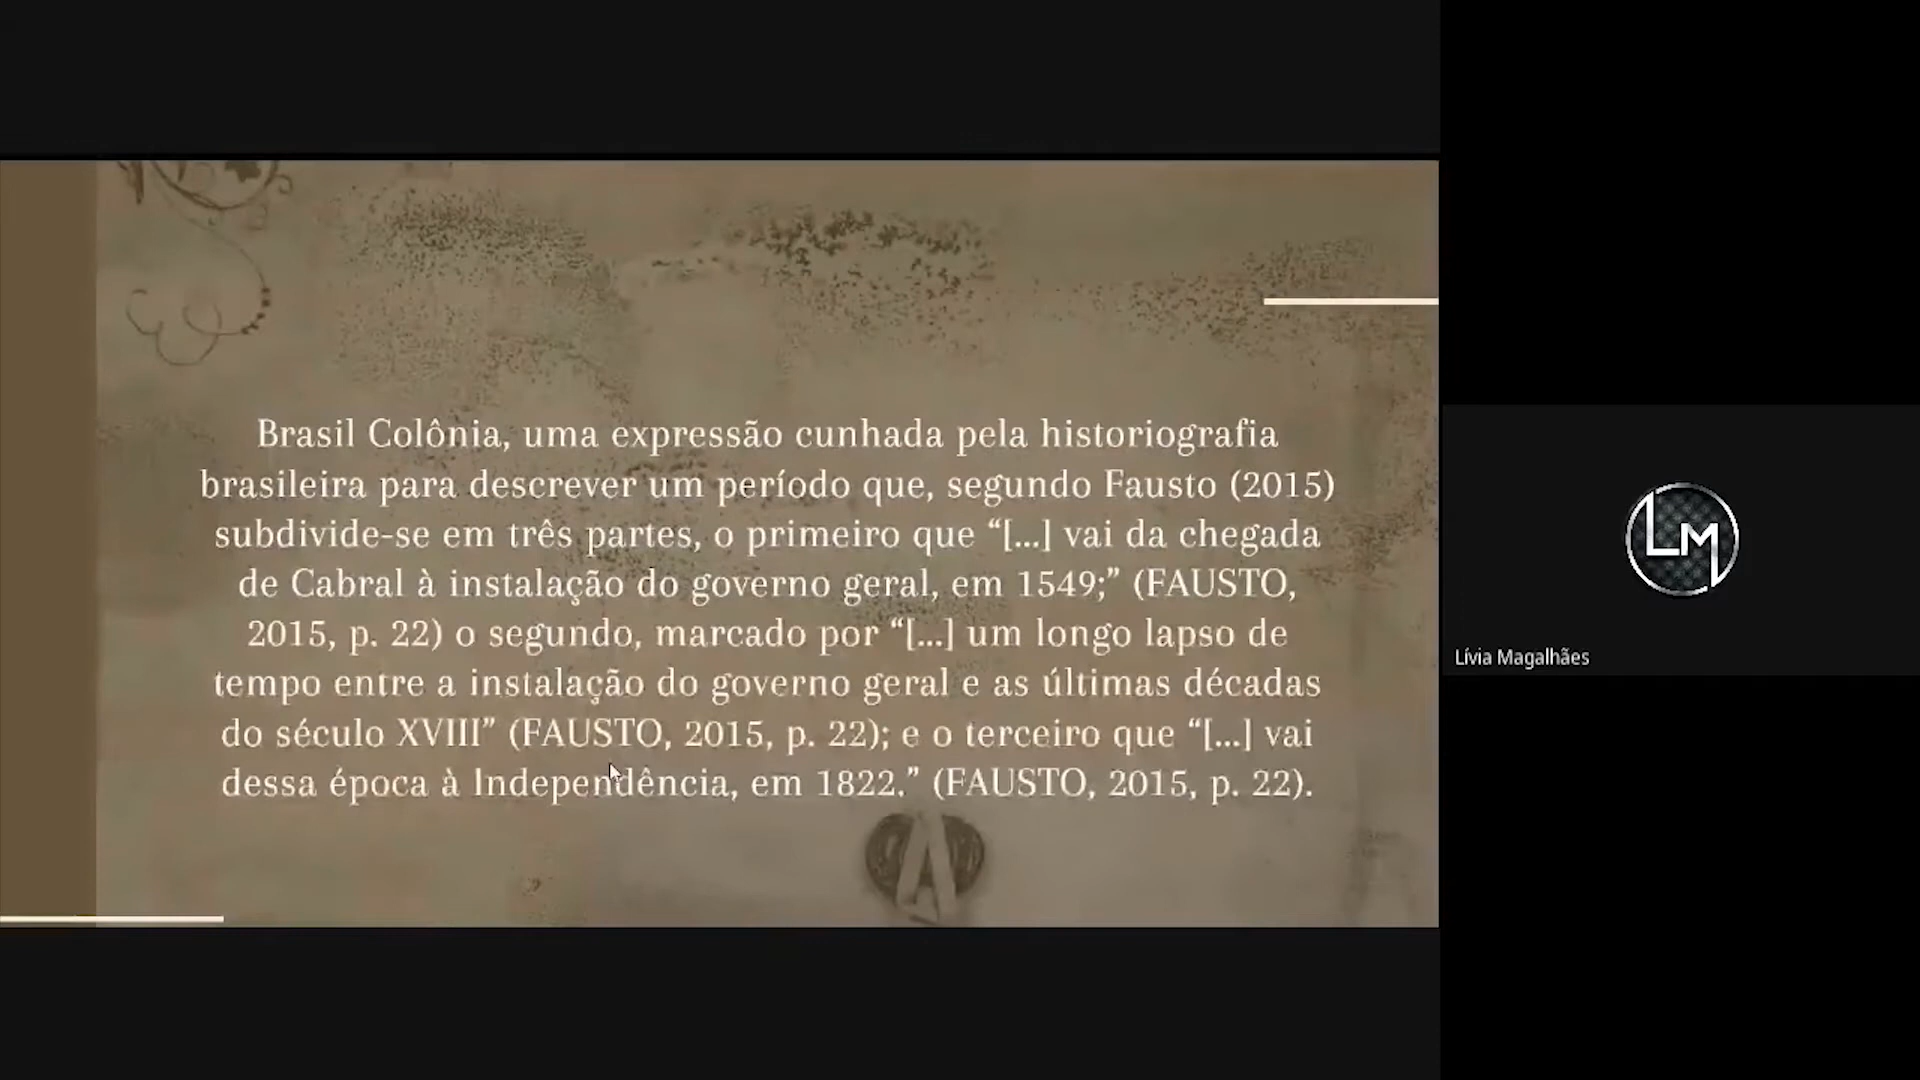 Brasil Colônia, uma expressão cunhada pela historiografia
brasileira para descrever um período que, segundo Fausto (2015)
subdivide-se em três partes, o primeiro que “[...] vai da chegada
de Cabral à instalação do governo geral, em 1549;” (FAUSTO,
2015, p. 22) o segundo, marcado por “[...] um longo lapso de
tempo entre a instalação do governo geral e as últimas décadas
do século XVIII” (FAUSTO, 2015, p. 22); e o terceiro que “[...] vai
dessa época à Independência, em 1822.” (FAUSTO, 2015, p. 22).
LM
Lívia Magalhães